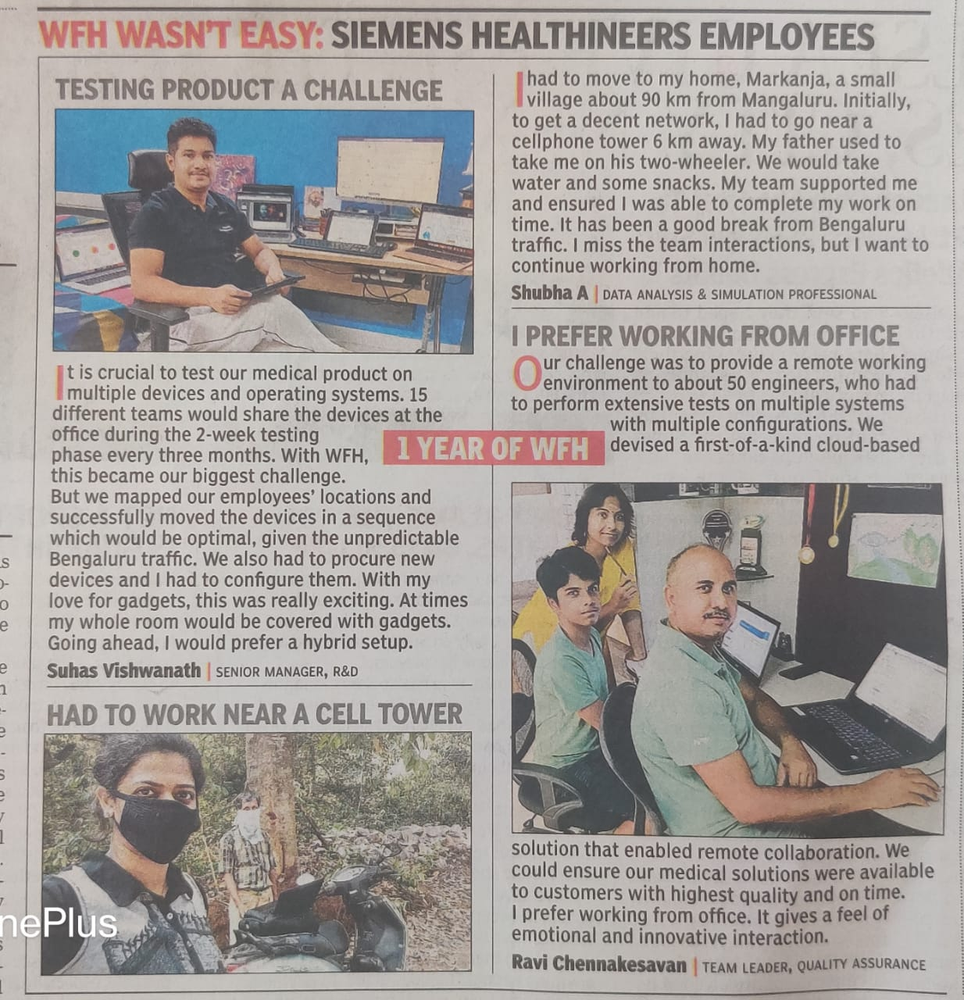 WFH WASN'T EASY: SIEMENS HEALTHINEERS EMPLOYEES
TESTING PRODUCT A CHALLENGE
It is crucial to test our medical product on
multiple devices and operating systems. 15
different teams would share the devices at the
office during the 2-week testing
phase every three months. With WFH,
this became our biggest challenge.
But we mapped our employees' locations and
successfully moved the devices in a sequence
which would be optimal, given the unpredictable
Bengaluru traffic. We also had to procure new
devices and I had to configure them. With my
love for gadgets, this was really exciting. At times
my whole room would be covered with gadgets.
Going ahead, I would prefer a hybrid setup.
Suhas Vishwanath | SENIOR MANAGER, R&D
HAD TO WORK NEAR A CELL TOWER
I had to move to my home, Markanja, a small
village about 90 km from Mangaluru. Initially,
to get a decent network, I had to go near a
cellphone tower 6 km away. My father used to
take me on his two-wheeler. We would take
water and some snacks. My team supported me
and ensured I was able to complete my work on
time. It has been a good break from Bengaluru
traffic. I miss the team interactions, but I want to
continue working from home.
Shubha A | DATA ANALYSIS & SIMULATION PROFESSIONAL
I PREFER WORKING FROM OFFICE
Our challenge was to provide a remote working
environment to about 50 engineers, who had
to perform extensive tests on multiple systems
with multiple configurations. We
devised a first-of-a-kind cloud-based
1 YEAR OF WFH
solution that enabled remote collaboration. We
could ensure our medical solutions were available
to customers with highest quality and on time.
I prefer working from office. It gives a feel of
emotional and innovative interaction.
Ravi Chennakesavan | TEAM LEADER, QUALITY ASSURANCE
nePlus